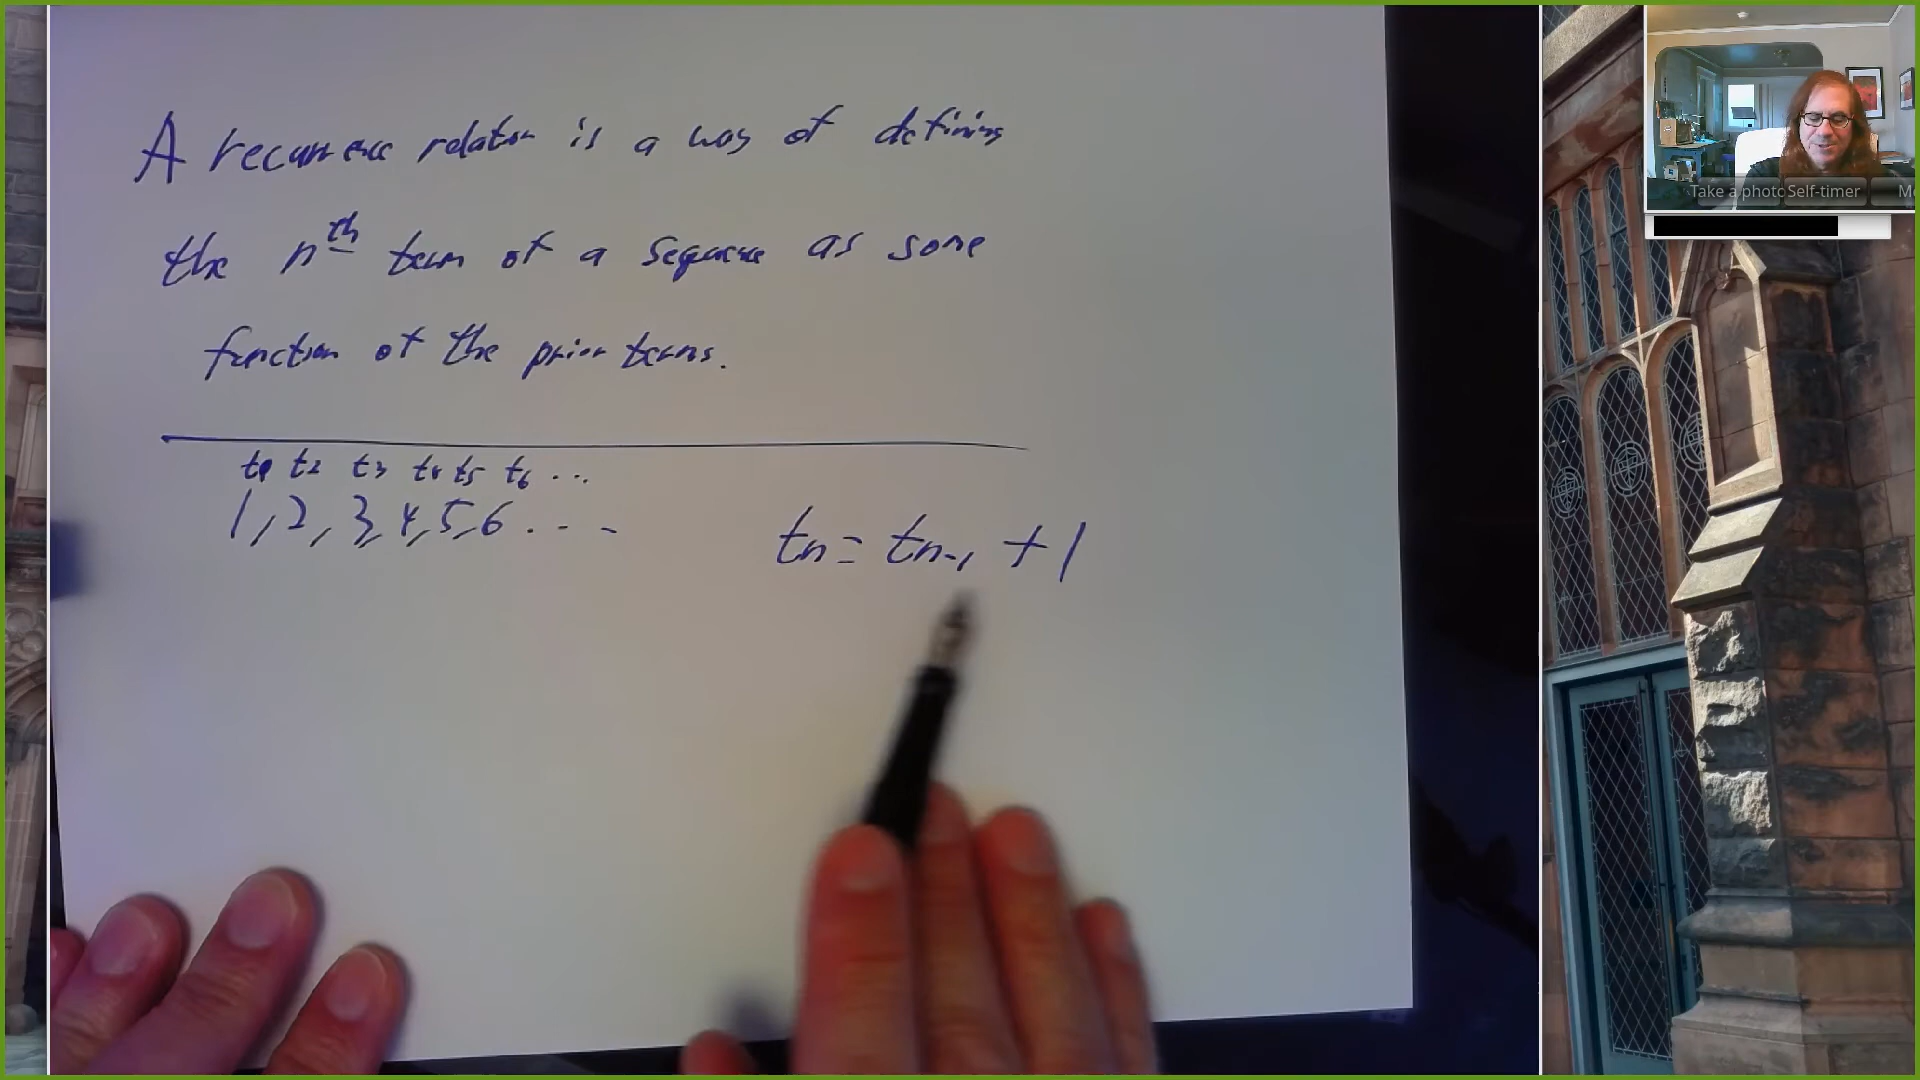 A recurrence relation is a way of defining
the nth term of a sequence as some
function of the prior terms.
t1 t2 t3 t4 t5 t6 ...
1, 2, 3, 4, 5, 6 . . .
tn = tn-1 + 1
Take a photo Self-timer M